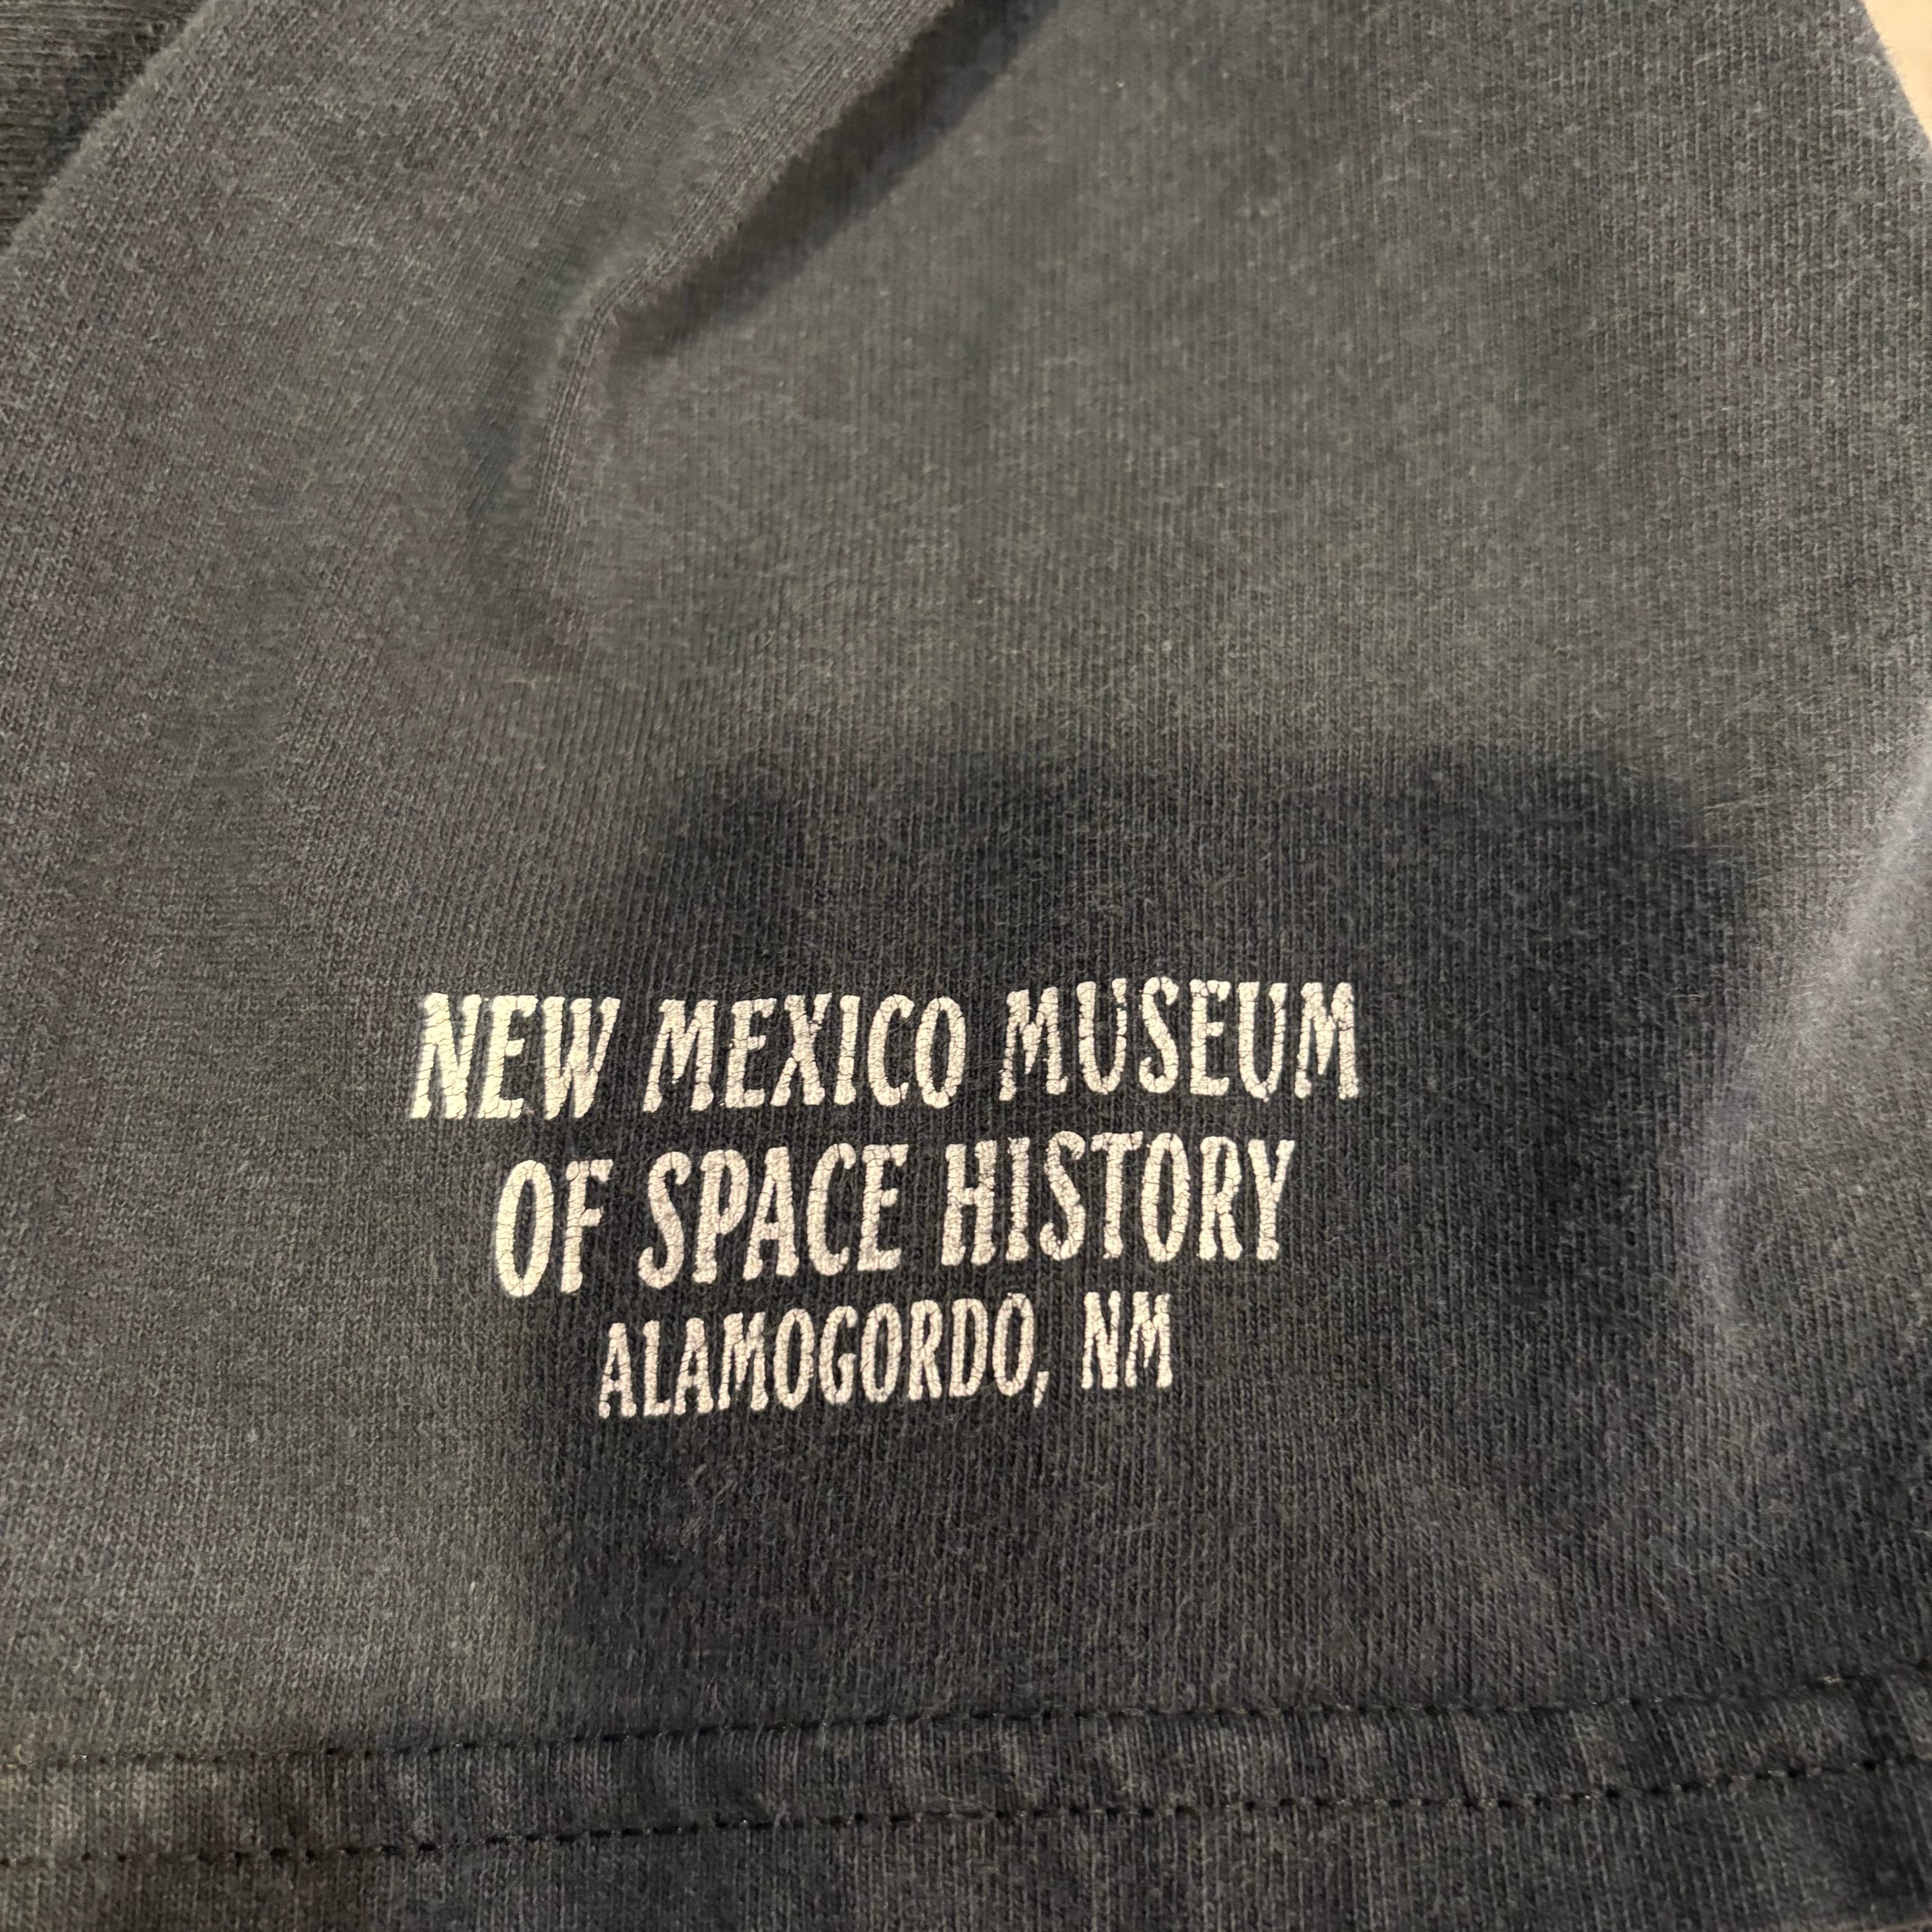 NEW MEXICO MUSEUM
OF SPACE HISTORY
ALAMOGORDO, NM